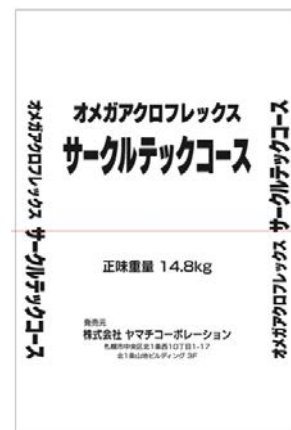 オメガアクロフレックス
サークルテックコース
正味重量 14.8kg
発売元
株式会社 ヤマチコーポレーション
札幌市中央区北1条西10丁目1-17
北1条山地ビルディング 3F
オメガアクロフレックス サークルテックコース
オメガアクロフレックス サークルテックコース